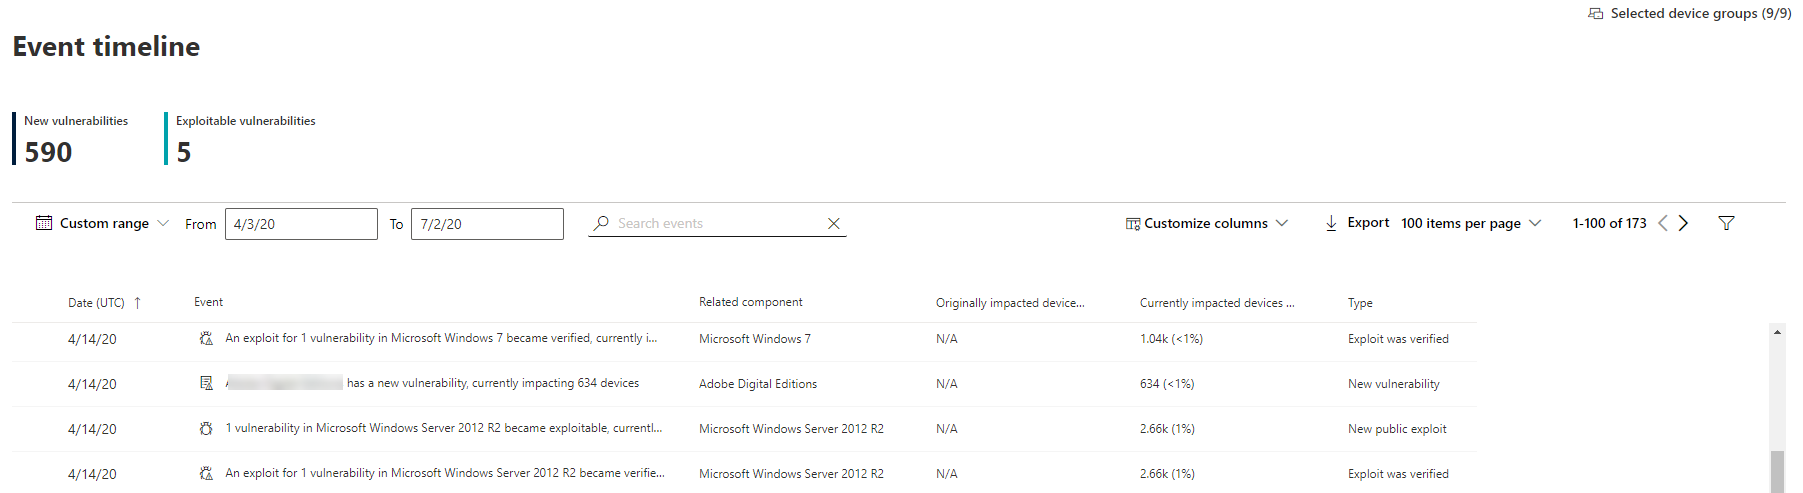 Selected device groups (9/9)
Event timeline
New vulnerabilities Exploitable vulnerabilities
590 5
Custom range From 4/3/20 To 7/2/20 Search events Customize columns Export 100 items per page 1-100 of 173
Date (UTC) ↑ Event Related component Originally impacted device... Currently impacted devices ... Type
4/14/20 An exploit for 1 vulnerability in Microsoft Windows 7 became verified, currently i... Microsoft Windows 7 N/A 1.04k (<1%) Exploit was verified
4/14/20 has a new vulnerability, currently impacting 634 devices Adobe Digital Editions N/A 634 (<1%) New vulnerability
4/14/20 1 vulnerability in Microsoft Windows Server 2012 R2 became exploitable, currentl... Microsoft Windows Server 2012 R2 N/A 2.66k (1%) New public exploit
4/14/20 An exploit for 1 vulnerability in Microsoft Windows Server 2012 R2 became verifie... Microsoft Windows Server 2012 R2 N/A 2.66k (1%) Exploit was verified